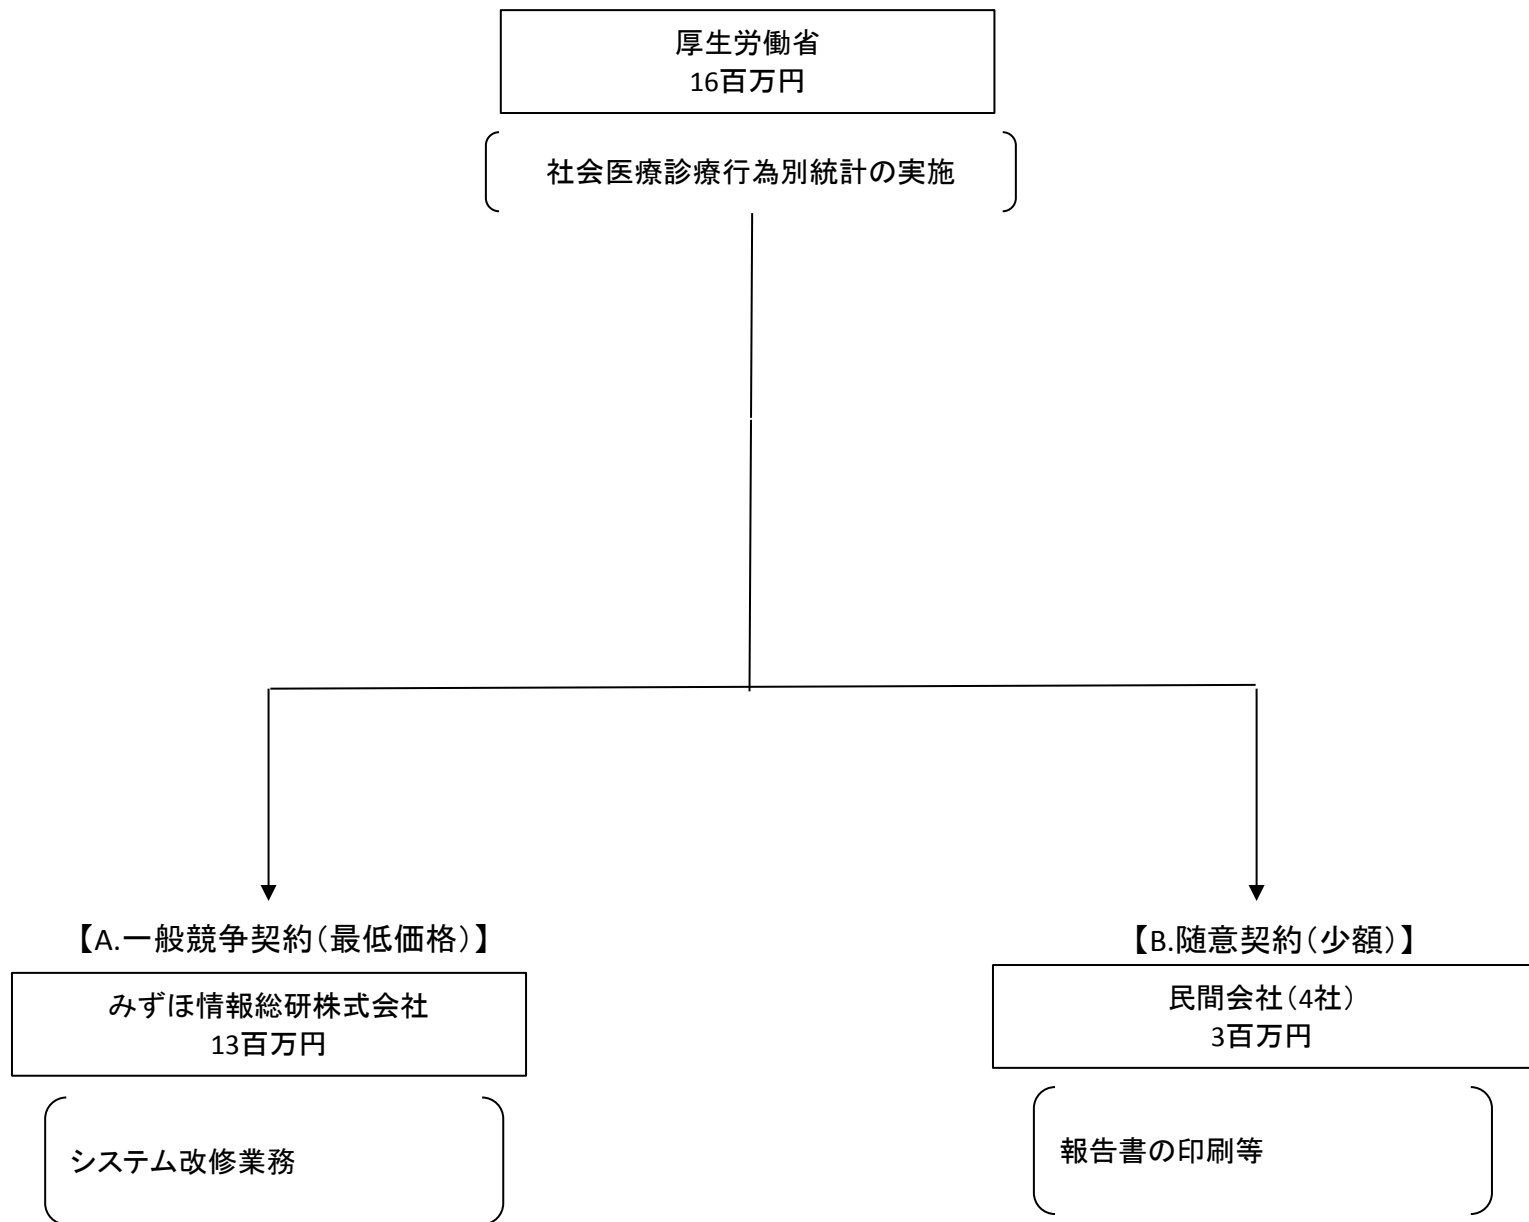 厚生労働省
16百万円
社会医療診療行為別統計の実施
【A.一般競争契約（最低価格）】
みずほ情報総研株式会社
13百万円
システム改修業務
【B.随意契約（少額）】
民間会社（4社）
3百万円
報告書の印刷等